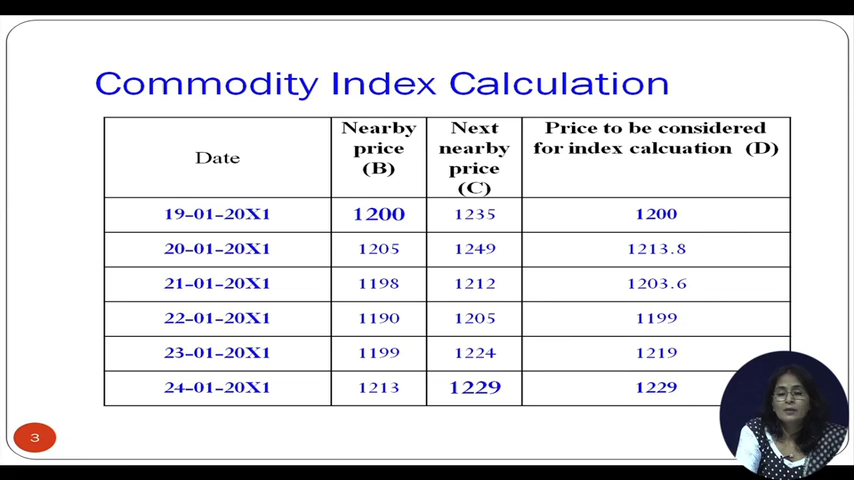 Commodity Index Calculation
Date
Nearby
price
(B)
Next
nearby
price
(C)
Price to be considered
for index calcuation (D)
19-01-20X1 1200 1235 1200
20-01-20X1 1205 1249 1213.8
21-01-20X1 1198 1212 1203.6
22-01-20X1 1190 1205 1199
23-01-20X1 1199 1224 1219
24-01-20X1 1213 1229 1229
3